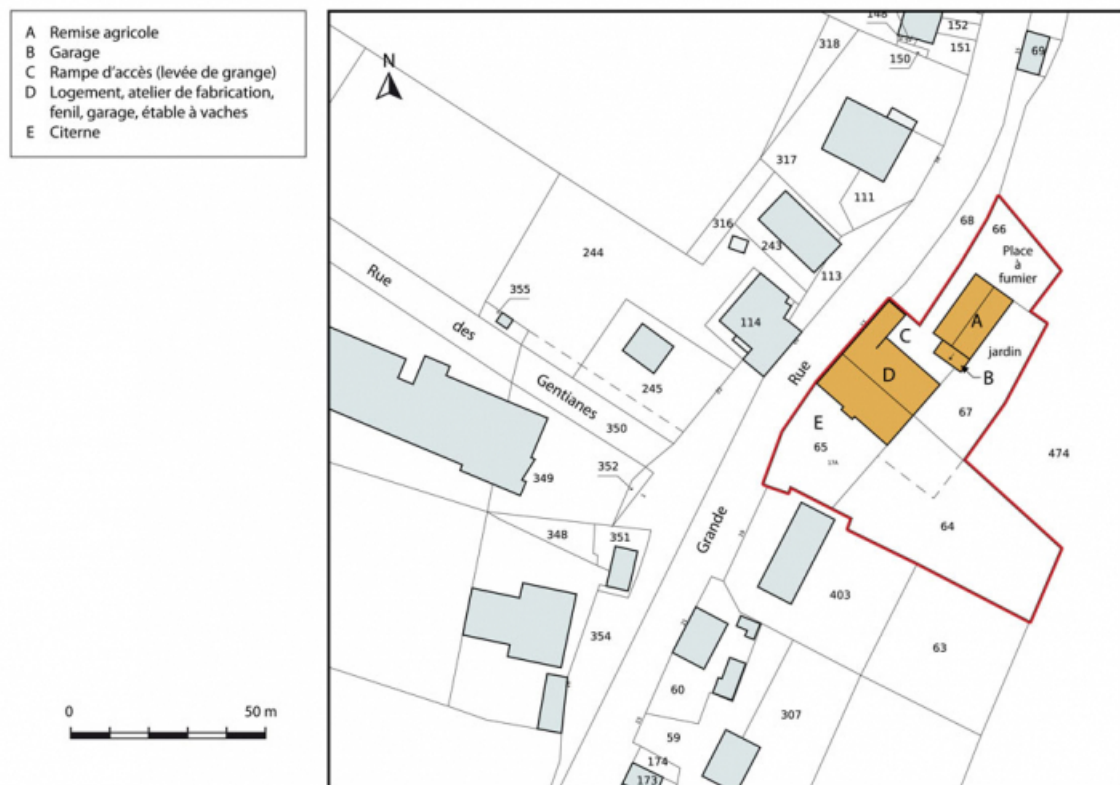 A Remise agricole
B Garage
C Rampe d'accès (levée de grange)
D Logement, atelier de fabrication,
fenil, garage, étable à vaches
E Citerne
N
0 50 m
148
152
151
150
318
69
317
111
316
243
113
68
66
Place
à
fumier
244
355
Rue
des
Gentianes
114
245
350
Rue
A
C
jardin
B
D
67
E
65
174
474
349
352
Grande
64
348
351
403
354
63
60
307
59
174
173